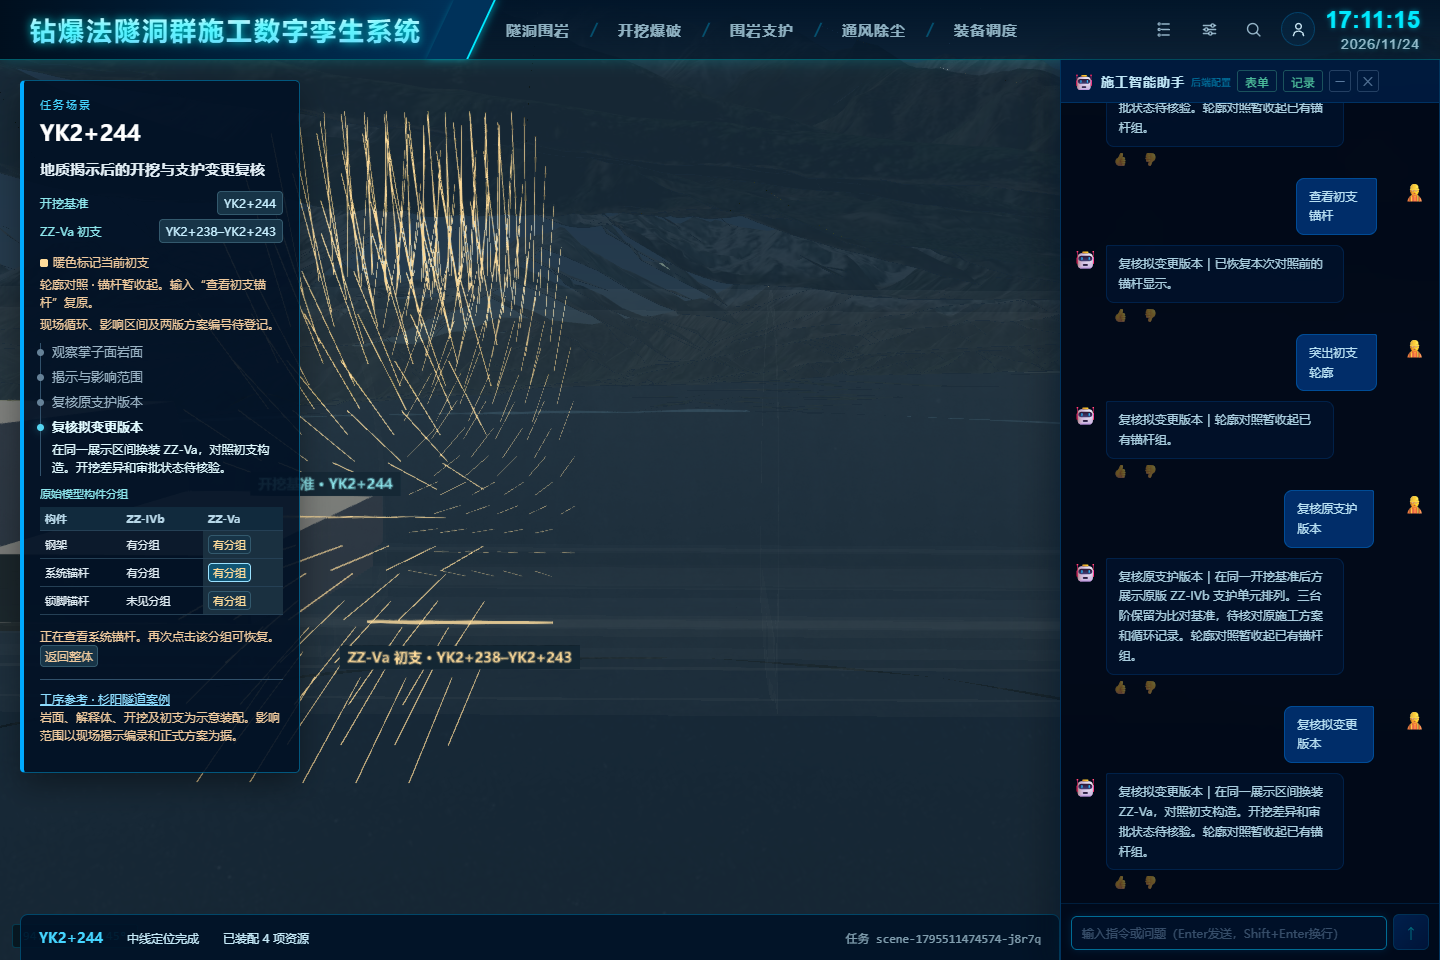 钻爆法隧洞群施工数字孪生系统
隧洞围岩 / 开挖爆破 / 围岩支护 / 通风除尘 / 装备调度
17:11:15
2026/11/24
任务场景
YK2+244
地质揭示后的开挖与支护变更复核
开挖基准 YK2+244
ZZ-Va 初支 YK2+238–YK2+243
暖色标记当前初支
轮廓对照 · 锚杆暂收起。输入“查看初支锚
杆”复原。
现场循环、影响区间及两版方案编号待登记。
观察掌子面岩面
揭示与影响范围
复核原支护版本
复核拟变更版本
在同一展示区间换装 ZZ-Va，对照初支构
造。开挖差异和审批状态待核验。
原始模型构件分组
构件 ZZ-IVb ZZ-Va
钢架 有分组 有分组
系统锚杆 有分组 有分组
锁脚锚杆 未见分组 有分组
正在查看系统锚杆。再次点击该分组可恢复。
返回整体
工序参考 · 杉阳隧道案例
岩面、解释体、开挖及初支为示意装配。影响
范围以现场揭示编录和正式方案为据。
开挖基准 • YK2+244
ZZ-Va 初支 • YK2+238–YK2+243
YK2+244 中线定位完成 已装配 4 项资源
任务 scene-1795511474574-j8r7q
施工智能助手 后端配置 表单 记录
批状态待核验。轮廓对照暂收起已有锚
杆组。
查看初支
锚杆
复核拟变更版本 | 已恢复本次对照前的
锚杆显示。
突出初支
轮廓
复核拟变更版本 | 轮廓对照暂收起已
有锚杆组。
复核原支护
版本
复核原支护版本 | 在同一开挖基准后方
展示原版 ZZ-IVb 支护单元排列。三台
阶保留为比对基准，待核对原施工方案
和循环记录。轮廓对照暂收起已有锚杆
组。
复核拟变更
版本
复核拟变更版本 | 在同一展示区间换装
ZZ-Va，对照初支构造。开挖差异和审
批状态待核验。轮廓对照暂收起已有锚
杆组。
输入指令或问题（Enter发送，Shift+Enter换行）